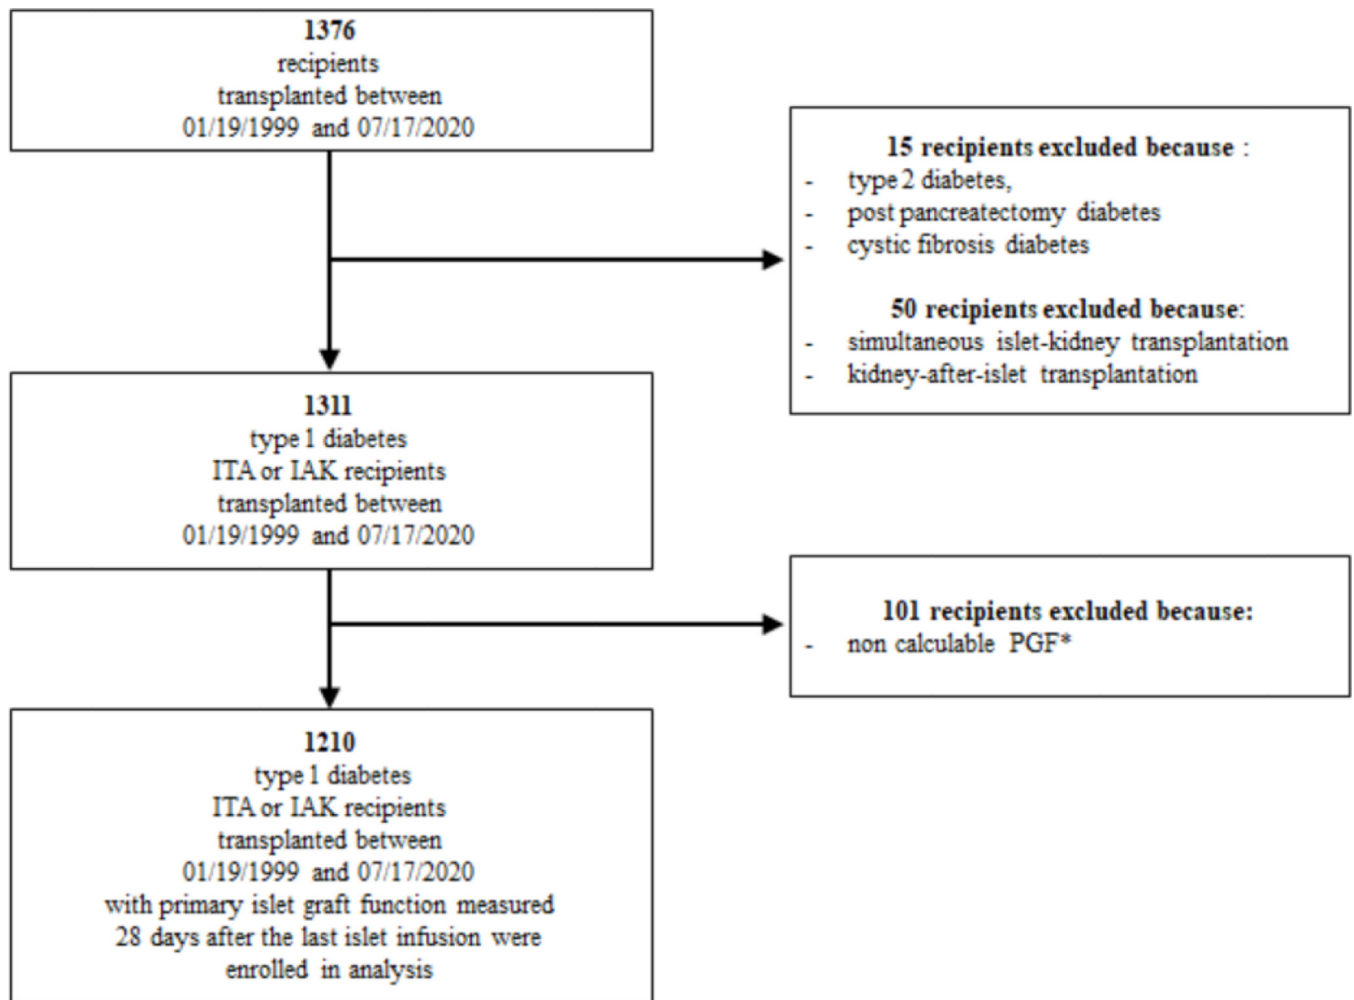 1376
recipients
transplanted between
01/19/1999 and 07/17/2020
15 recipients excluded because :
- type 2 diabetes,
- post pancreatectomy diabetes
- cystic fibrosis diabetes
50 recipients excluded because:
- simultaneous islet-kidney transplantation
- kidney-after-islet transplantation
1311
type 1 diabetes
ITA or IAK recipients
transplanted between
01/19/1999 and 07/17/2020
101 recipients excluded because:
- non calculable PGF*
1210
type 1 diabetes
ITA or IAK recipients
transplanted between
01/19/1999 and 07/17/2020
with primary islet graft function measured
28 days after the last islet infusion were
enrolled in analysis